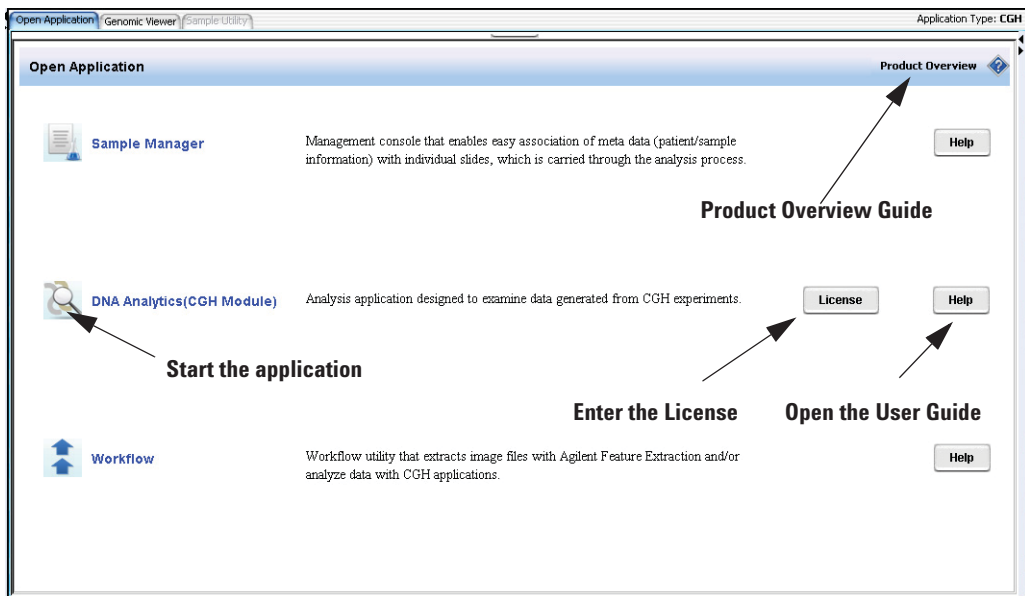 Open Application Genomic Viewer Sample Utility Application Type: CGH
Open Application Product Overview ?
Sample Manager
Management console that enables easy association of meta data (patient/sample
information) with individual slides, which is carried through the analysis process.
Help
Product Overview Guide
DNA Analytics(CGH Module)
Analysis application designed to examine data generated from CGH experiments.
License
Help
Start the application
Enter the License
Open the User Guide
Workflow
Workflow utility that extracts image files with Agilent Feature Extraction and/or
analyze data with CGH applications.
Help